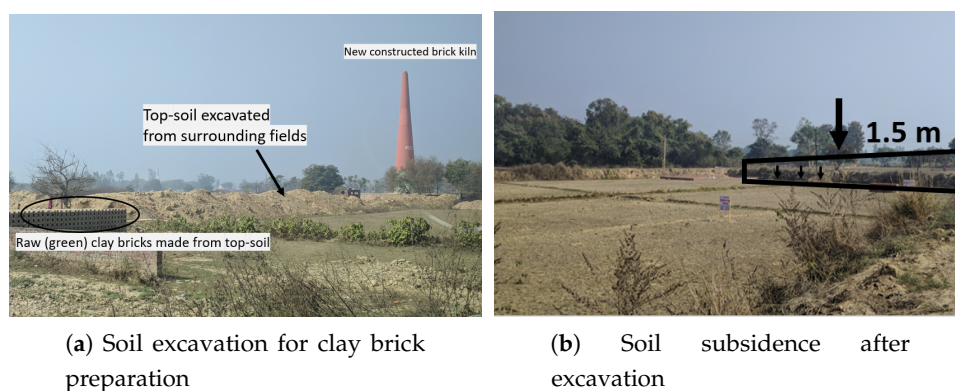 New constructed brick kiln
Top-soil excavated
from surrounding fields
Raw (green) clay bricks made from top-soil
1.5 m
(a) Soil excavation for clay brick
preparation
(b) Soil subsidence after
excavation